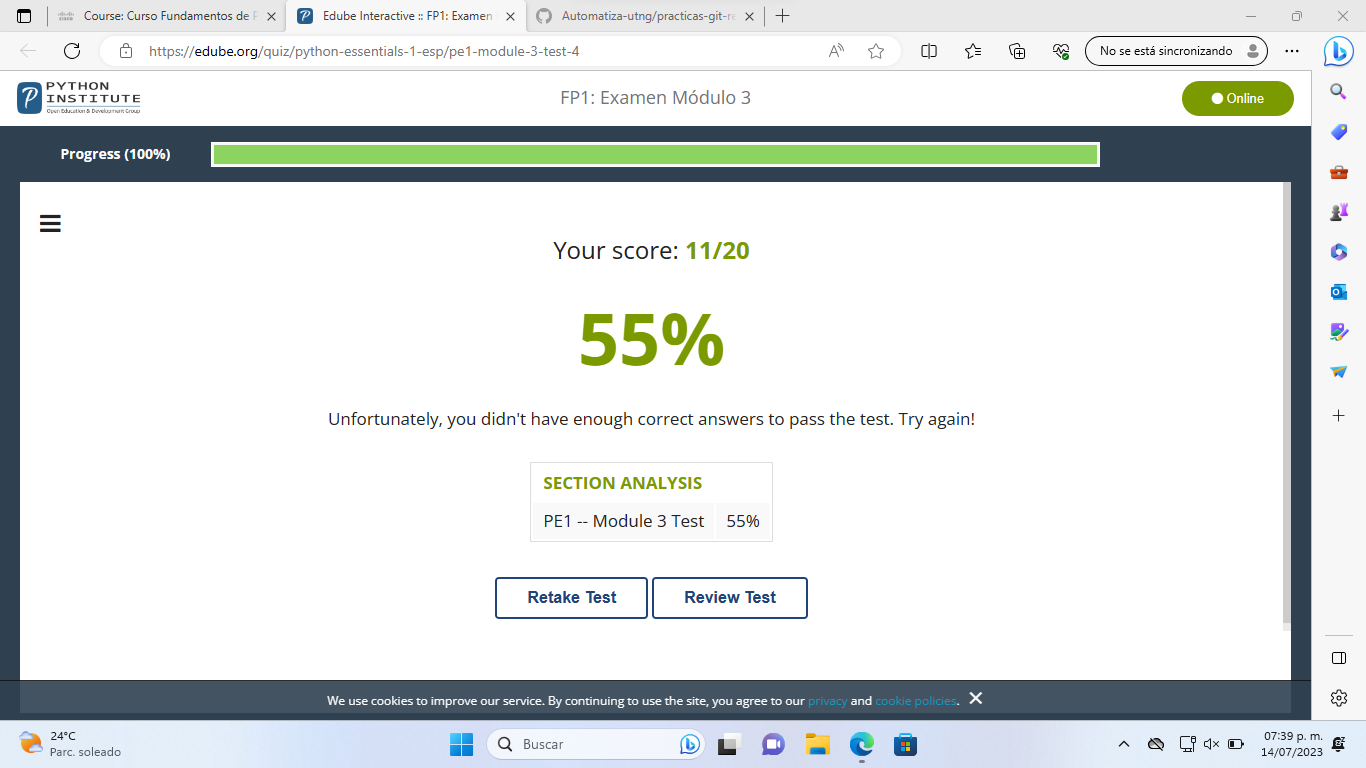 Course: Curso Fundamentos de P
Edube Interactive :: FP1: Examen
Automatiza-utng/practicas-git-re
https://edube.org/quiz/python-essentials-1-esp/pe1-module-3-test-4
No se está sincronizando
PYTHON
INSTITUTE
Open Education & Development Group
FP1: Examen Módulo 3
Online
Progress (100%)
Your score: 11/20
55%
Unfortunately, you didn't have enough correct answers to pass the test. Try again!
SECTION ANALYSIS
PE1 -- Module 3 Test 55%
Retake Test
Review Test
We use cookies to improve our service. By continuing to use the site, you agree to our privacy and cookie policies.
24°C
Parc. soleado
Buscar
07:39 p. m.
14/07/2023